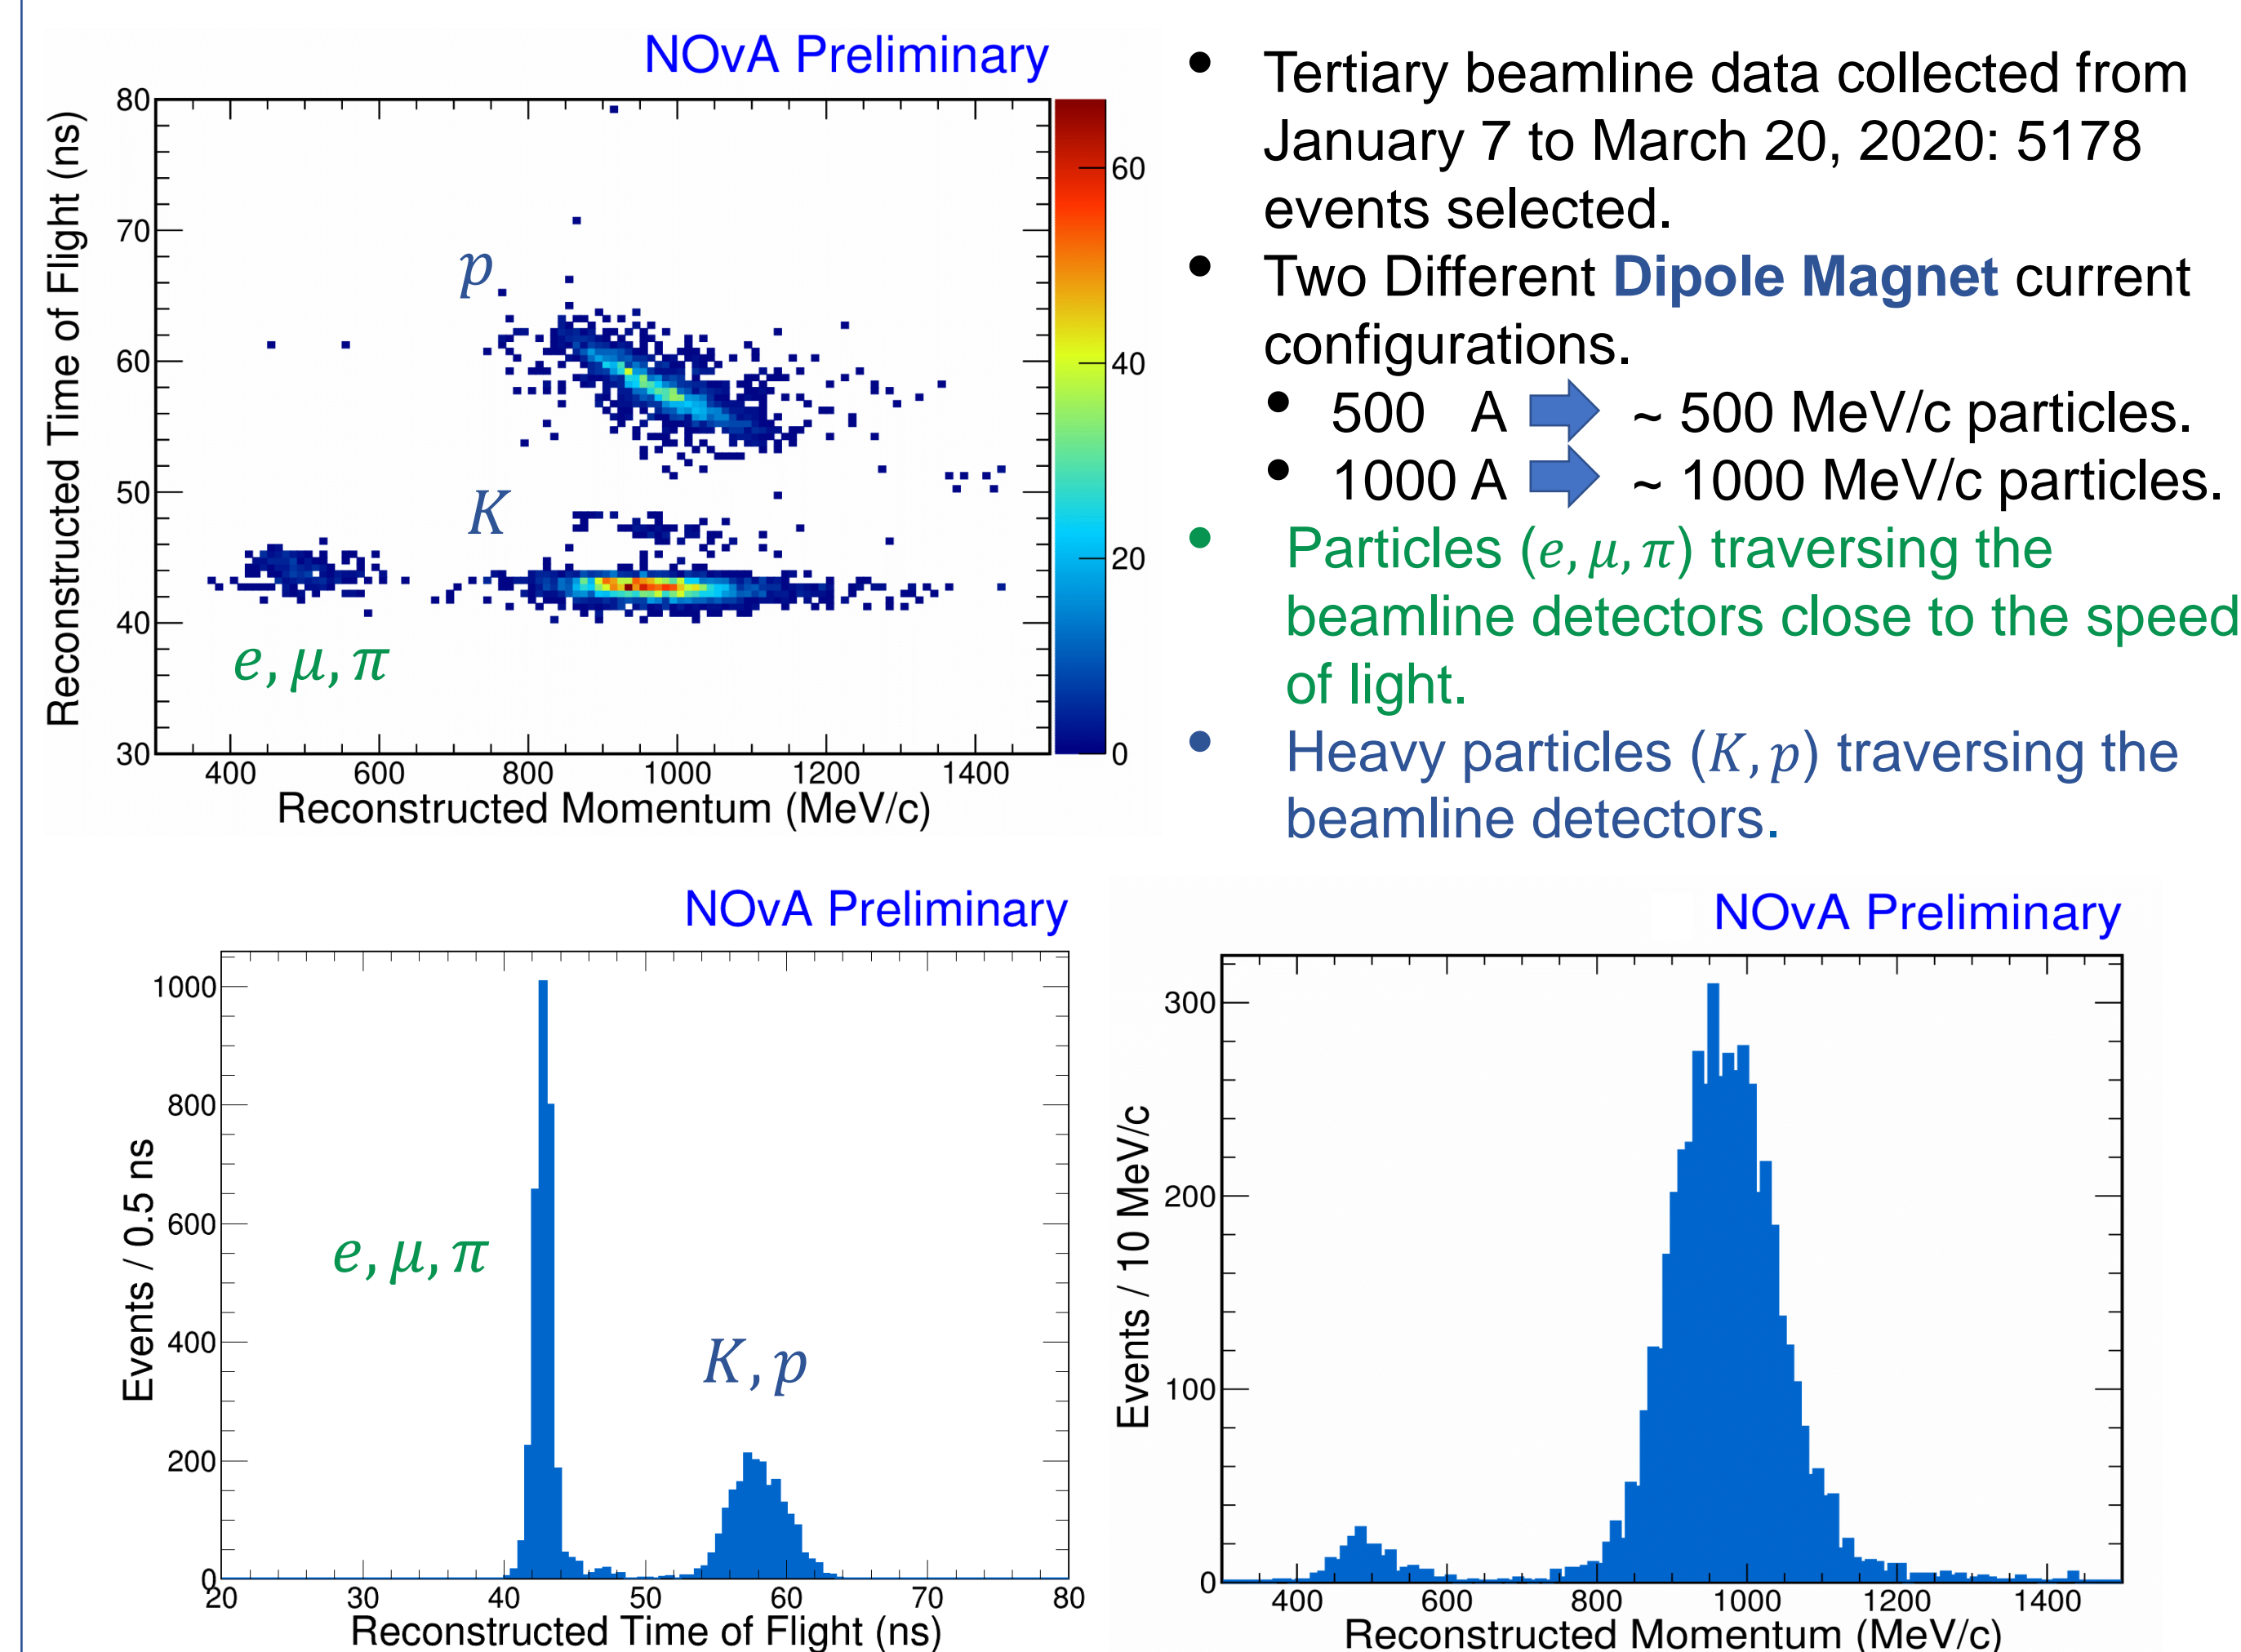 NOvA Preliminary
Reconstructed Time of Flight (ns)
80
70
60
50
40
30
p
K
e, μ, π
60
40
20
0
400 600 800 1000 1200 1400
Reconstructed Momentum (MeV/c)
• Tertiary beamline data collected from
January 7 to March 20, 2020: 5178
events selected.
• Two Different Dipole Magnet current
configurations.
• 500 A ~ 500 MeV/c particles.
• 1000 A ~ 1000 MeV/c particles.
• Particles (e, μ, π) traversing the
beamline detectors close to the speed
of light.
• Heavy particles (K, p) traversing the
beamline detectors.
NOvA Preliminary
Events / 0.5 ns
1000
800
600
400
200
0
e, μ, π
K, p
20 30 40 50 60 70 80
Reconstructed Time of Flight (ns)
NOvA Preliminary
Events / 10 MeV/c
300
200
100
0
400 600 800 1000 1200 1400
Reconstructed Momentum (MeV/c)